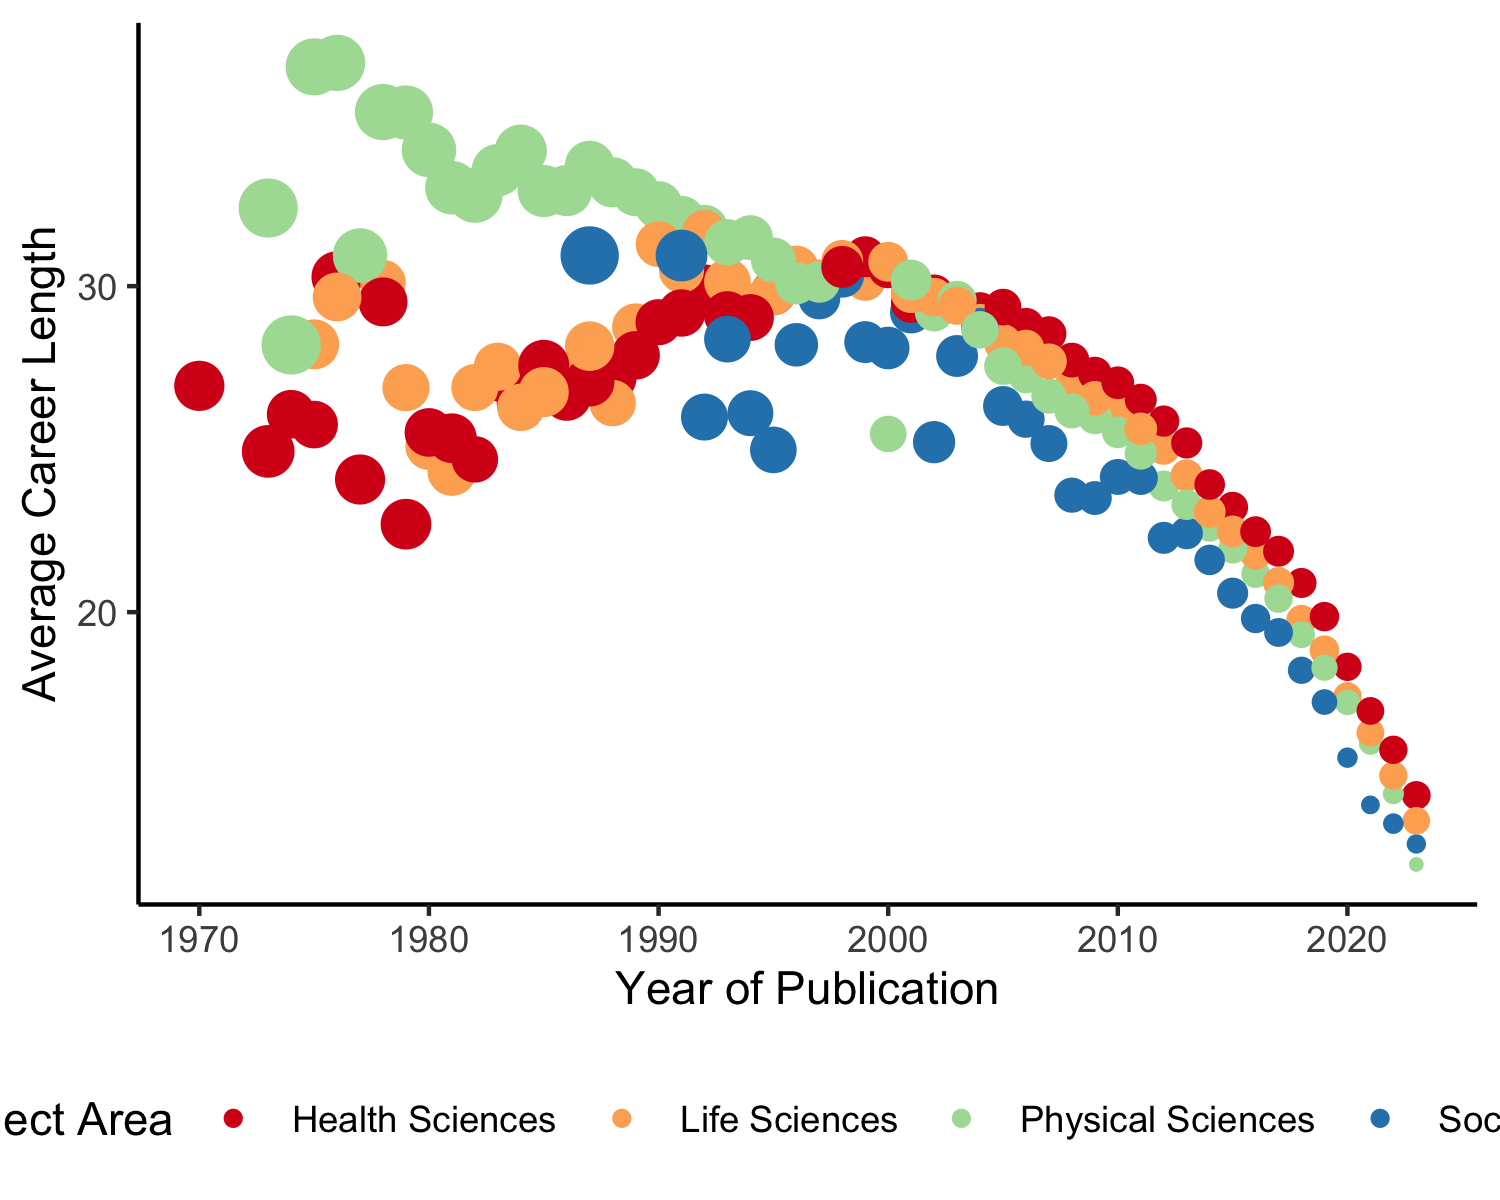 Average Career Length
30
20
1970 1980 1990 2000 2010 2020
Year of Publication
ect Area Health Sciences Life Sciences Physical Sciences Soc